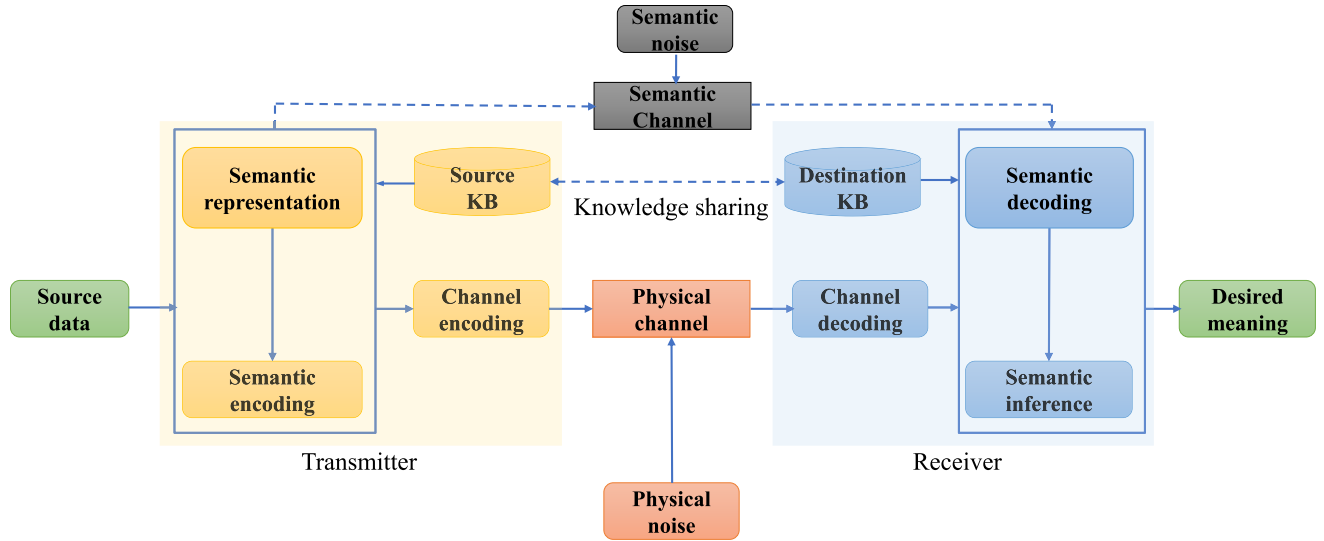 Semantic
noise
Semantic
Channel
Semantic
representation
Source
KB
Knowledge sharing
Destination
KB
Semantic
decoding
Source
data
Channel
encoding
Physical
channel
Channel
decoding
Desired
meaning
Semantic
encoding
Semantic
inference
Transmitter
Receiver
Physical
noise